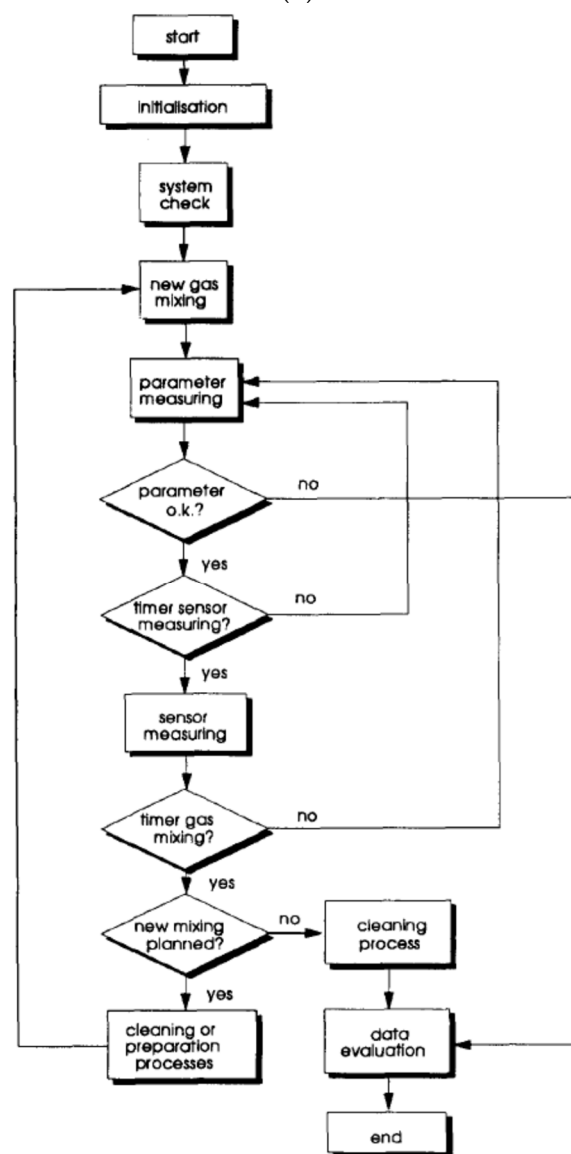 start
initialisation
system
check
new gas
mixing
parameter
measuring
parameter
o.k.?
no
yes
timer sensor
measuring?
no
yes
sensor
measuring
timer gas
mixing?
no
yes
new mixing
planned?
no
cleaning
process
yes
cleaning or
preparation
processes
data
evaluation
end